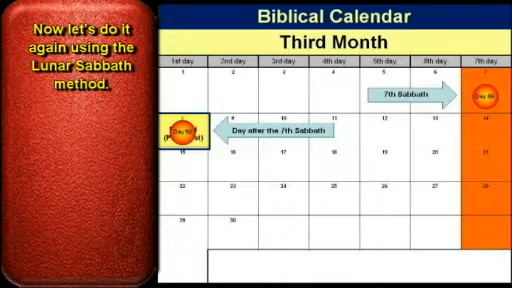 Now let's do it
again using the
Lunar Sabbath
method.
Biblical Calendar
Third Month
1st day 2nd day 3rd day 4th day 5th day 6th day 7th day
1 2 3 4 5 6 7
7th Sabbath
Day 49
8 9 10 11 12 13 14
Day 50
Day after the 7th Sabbath
15 16 17 18 19 20 21
22 23 24 25 26 27 28
29 30